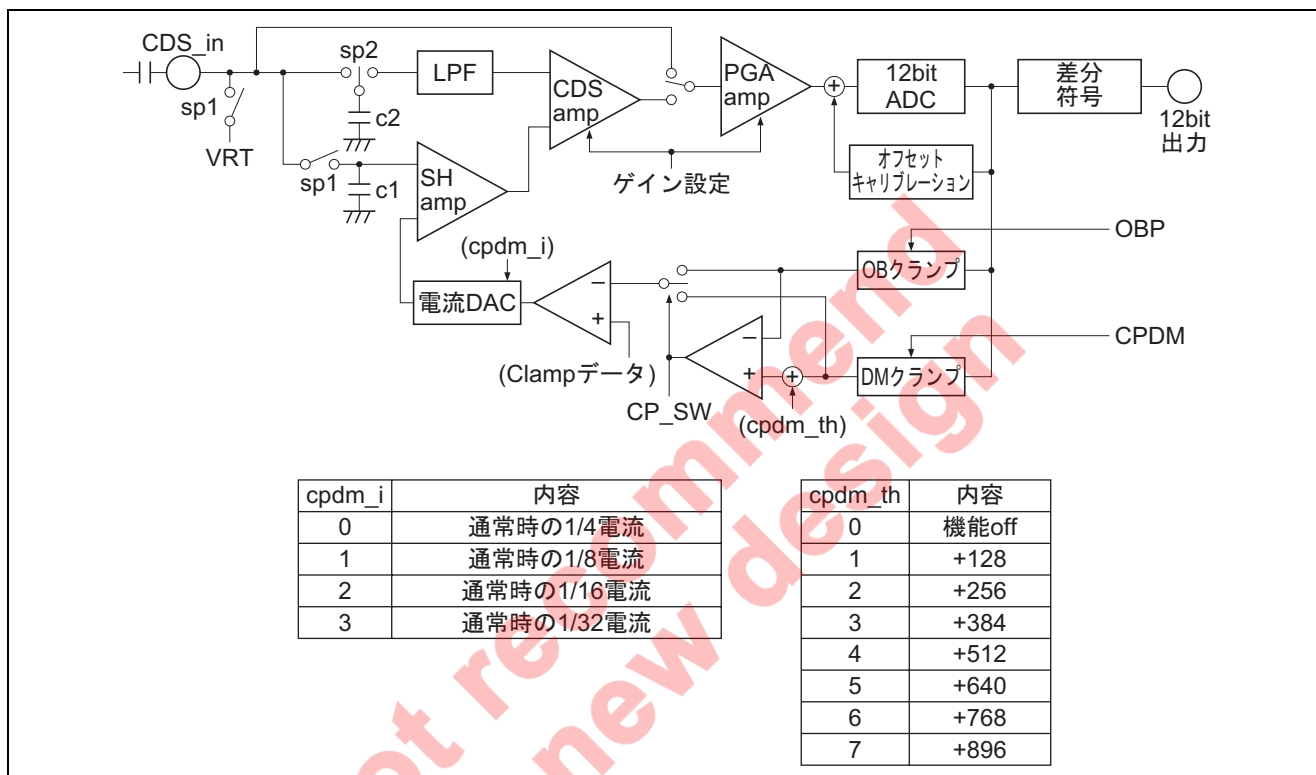 CDS_in
sp1
VRT
sp2
c2
LPF
sp1
c1
SH
amp
CDS
amp
PGA
amp
ゲイン設定
+
12bit
ADC
差分
符号
12bit
出力
オフセット
キャリブレーション
OBP
OBクランプ
CPDM
DMクランプ
(cpdm_i)
電流DAC
−
+
(Clampデータ)
CP_SW
−
+
+
(cpdm_th)
cpdm_i 内容
0 通常時の1/4電流
1 通常時の1/8電流
2 通常時の1/16電流
3 通常時の1/32電流
cpdm_th 内容
0 機能off
1 +128
2 +256
3 +384
4 +512
5 +640
6 +768
7 +896
ot recommend
new design